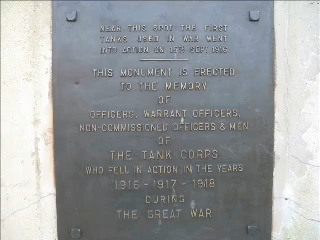 NEAR THIS SPOT THE FIRST
TANKS USED IN WAR WENT
INTO ACTION ON 15TH SEPT 1916
THIS MONUMENT IS ERECTED
TO THE MEMORY
OF
OFFICERS, WARRANT OFFICERS,
NON-COMMISSIONED OFFICERS & MEN
OF
THE TANK CORPS
WHO FELL IN ACTION IN THE YEARS
1916 - 1917 - 1918
DURING
THE GREAT WAR